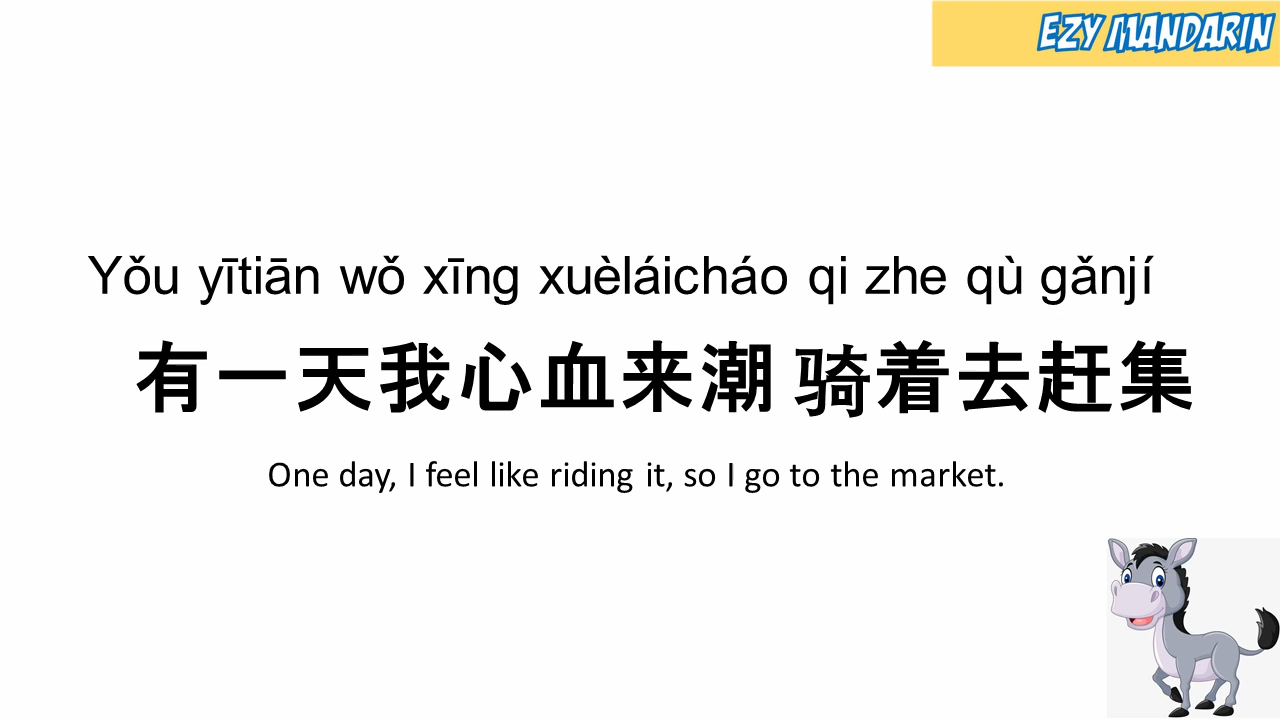 EZY MANDARIN
Yǒu yītiān wǒ xīng xuèláicháo qi zhe qù gǎnjí
有一天我心血来潮 骑着去赶集
One day, I feel like riding it, so I go to the market.